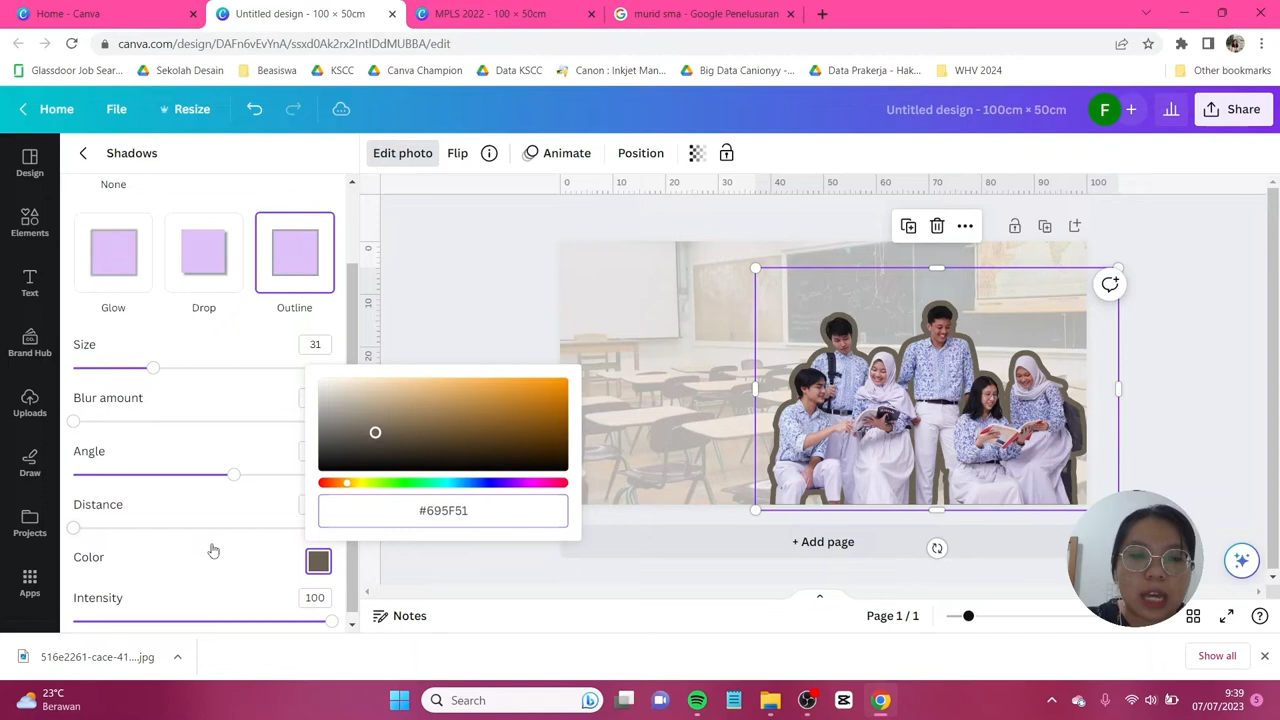 Home - Canva
Untitled design - 100 × 50cm
MPLS 2022 - 100 × 50cm
murid sma - Google Penelusuran
canva.com/design/DAFn6vEvYnA/ssxd0Ak2rx2IntlDdMUBBA/edit
Glassdoor Job Sear...
Sekolah Desain
Beasiswa
KSCC
Canva Champion
Data KSCC
Canon : Inkjet Man...
Big Data Canionyy -...
Data Prakerja - Hak...
WHV 2024
Other bookmarks
Home
File
Resize
Untitled design - 100cm × 50cm
F
Share
Design
Elements
Text
Brand Hub
Uploads
Draw
Projects
Apps
Shadows
None
Glow
Drop
Outline
Size
31
Blur amount
Angle
Distance
Color
Intensity
100
#695F51
Edit photo
Flip
Animate
Position
0 10 20 30 40 50 60 70 80 90 100
0
10
20
+ Add page
Notes
Page 1 / 1
516e2261-cace-41....jpg
Show all
23°C
Berawan
Search
9:39
07/07/2023
5